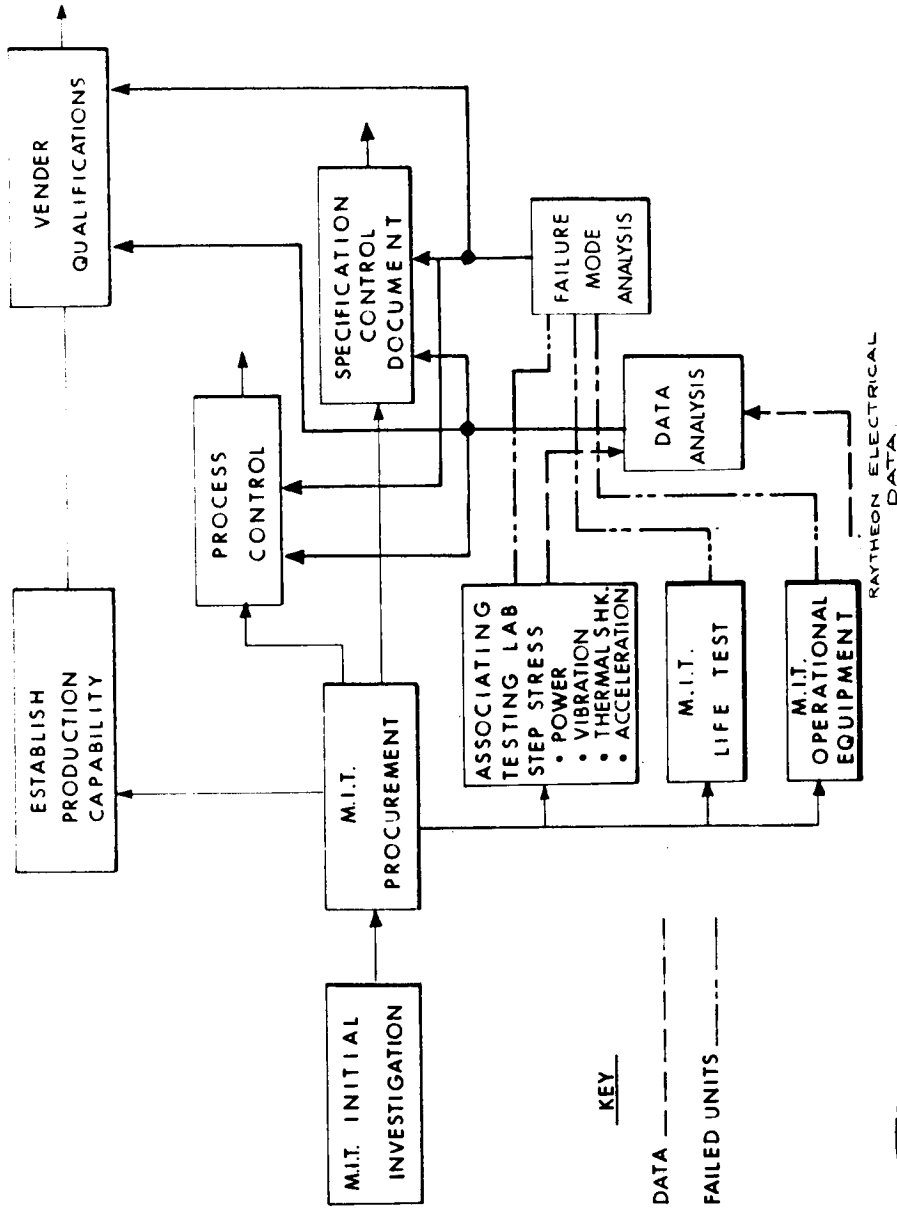 ESTABLISH
PRODUCTION
CAPABILITY
VENDER
QUALIFICATIONS
PROCESS
CONTROL
M.I.T. INITIAL
INVESTIGATION
M.I.T.
PROCUREMENT
SPECIFICATION
CONTROL
DOCUMENT
ASSOCIATING
TESTING LAB
STEP STRESS
• POWER
• VIBRATION
• THERMAL SHK.
• ACCELERATION
FAILURE
MODE
ANALYSIS
M.I.T.
LIFE TEST
DATA
ANALYSIS
M.I.T.
OPERATIONAL
EQUIPMENT
RAYTHEON ELECTRICAL
DATA
KEY
DATA
FAILED UNITS